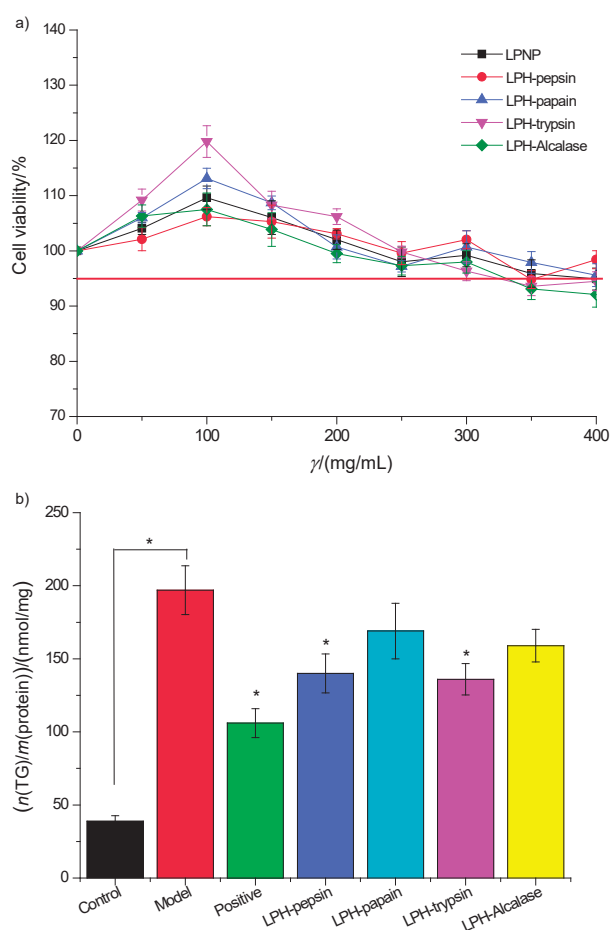 a)
140
130
120
110
100
90
80
70
Cell viability/%
LPNP
LPH-pepsin
LPH-papain
LPH-trypsin
LPH-Alcalase
0 100 200 300 400
γ/(mg/mL)
b)
250
200
150
100
50
0
(n(TG)/m(protein))/(nmol/mg)
*
*
*
*
Control Model Positive LPH-pepsin LPH-papain LPH-trypsin LPH-Alcalase